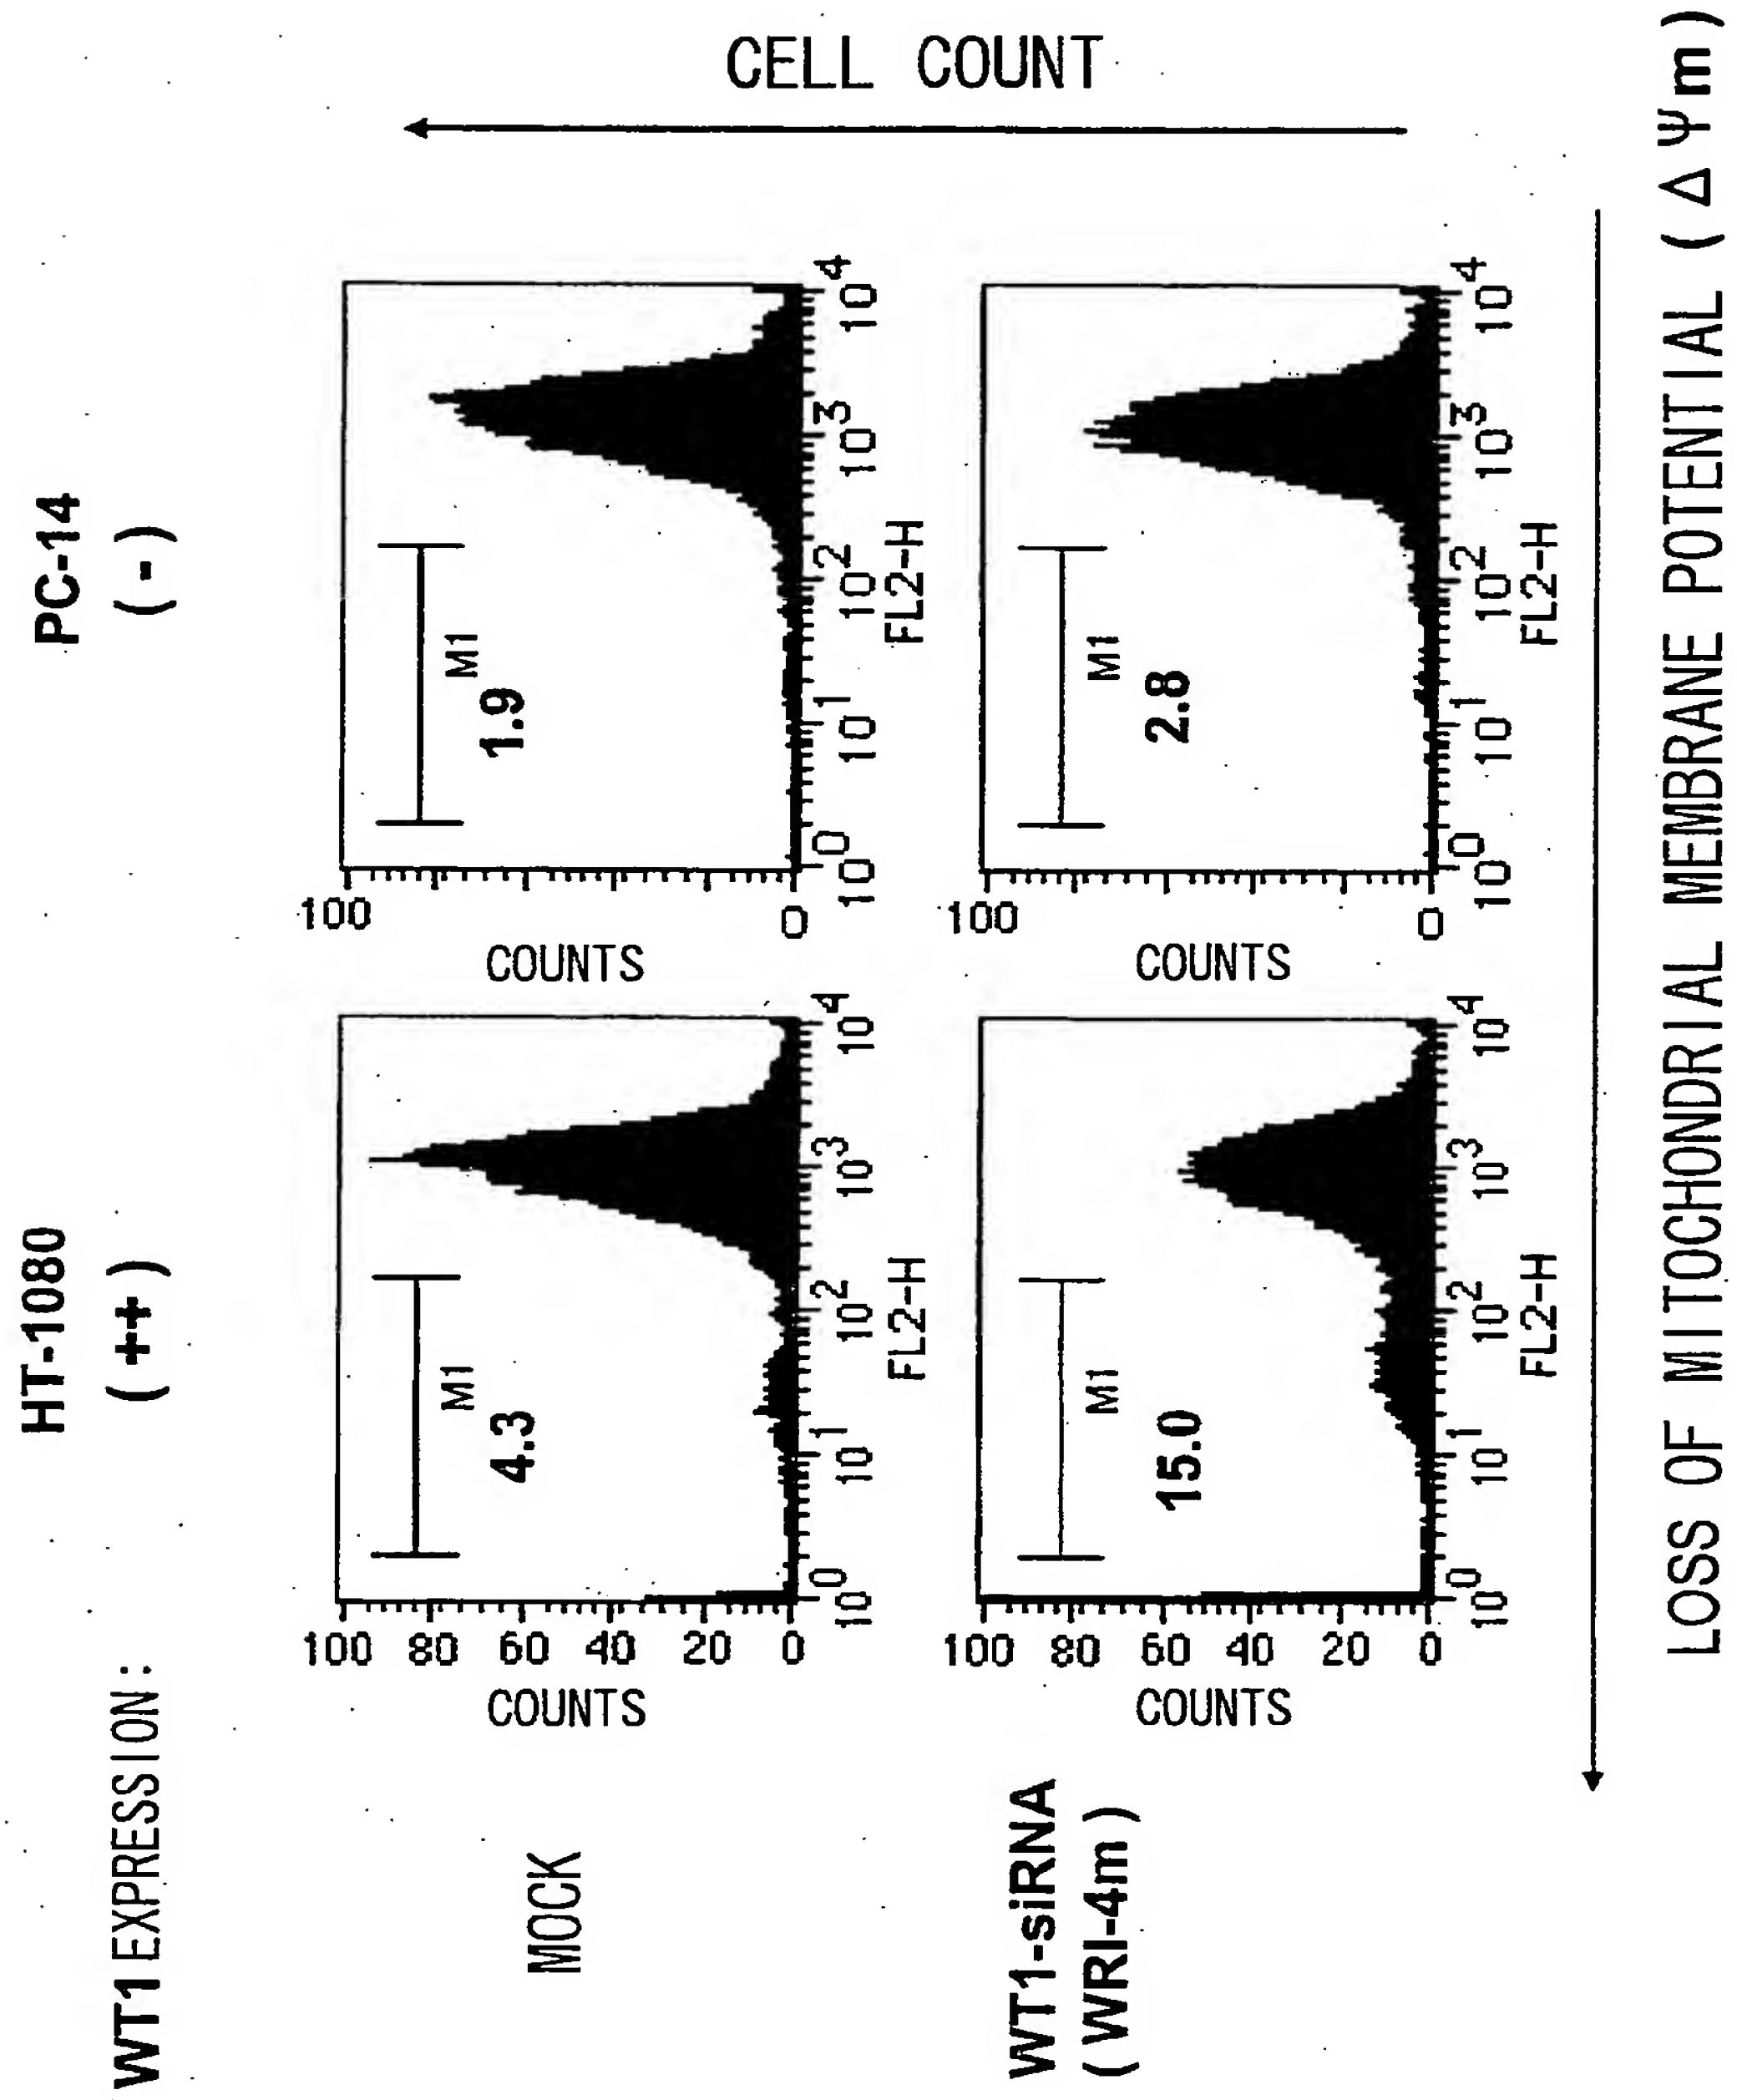 HT-1080 PC-14
WT1 EXPRESSION: (++) (-)
MOCK
COUNTS
100 80 60 40 20 0
M1
4.3
10^0 10^1 10^2 10^3 10^4
FL2-H
COUNTS
100 0
M1
1.9
10^0 10^1 10^2 10^3 10^4
FL2-H
CELL COUNT
WT1-siRNA
(WRI-4m)
COUNTS
100 80 60 40 20 0
M1
15.0
10^0 10^1 10^2 10^3 10^4
FL2-H
COUNTS
100 0
M1
2.8
10^0 10^1 10^2 10^3 10^4
FL2-H
LOSS OF MITOCHONDRIAL MEMBRANE POTENTIAL (ΔΨm)